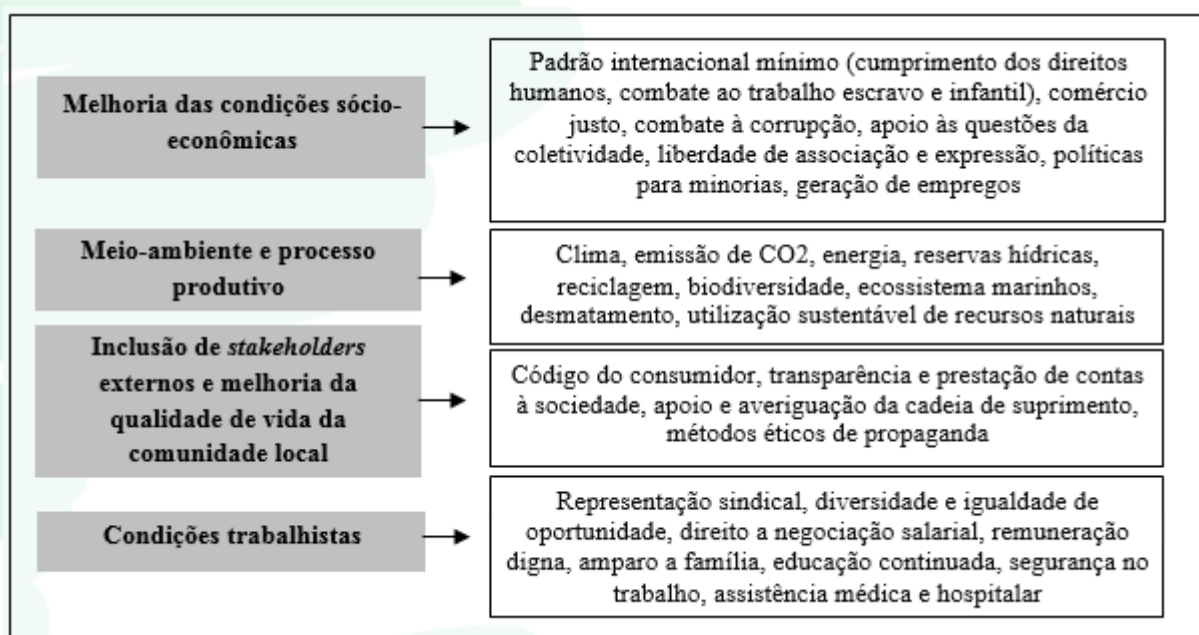 Melhoria das condições sócio-
econômicas
Padrão internacional mínimo (cumprimento dos direitos
humanos, combate ao trabalho escravo e infantil), comércio
justo, combate à corrupção, apoio às questões da
coletividade, liberdade de associação e expressão, políticas
para minorias, geração de empregos
Meio-ambiente e processo
produtivo
Clima, emissão de CO2, energia, reservas hídricas,
reciclagem, biodiversidade, ecossistema marinhos,
desmatamento, utilização sustentável de recursos naturais
Inclusão de stakeholders
externos e melhoria da
qualidade de vida da
comunidade local
Código do consumidor, transparência e prestação de contas
à sociedade, apoio e averiguação da cadeia de suprimento,
métodos éticos de propaganda
Condições trabalhistas
Representação sindical, diversidade e igualdade de
oportunidade, direito a negociação salarial, remuneração
digna, amparo a família, educação continuada, segurança no
trabalho, assistência médica e hospitalar